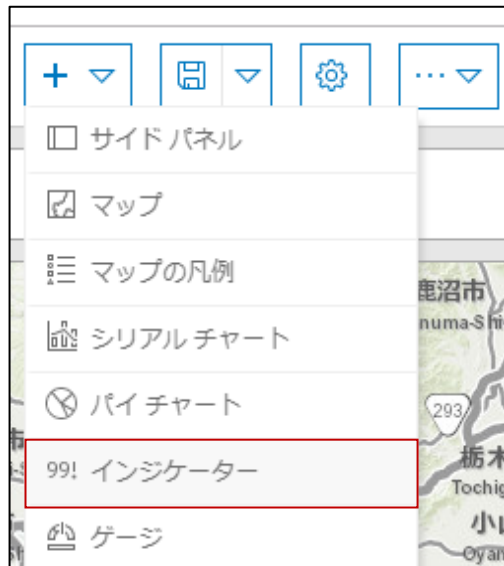 サイド パネル
マップ
マップの凡例
シリアル チャート
パイ チャート
99! インジケーター
ゲージ
鹿沼市
numa-Shi
293
栃木
Tochig
小山
Oyam